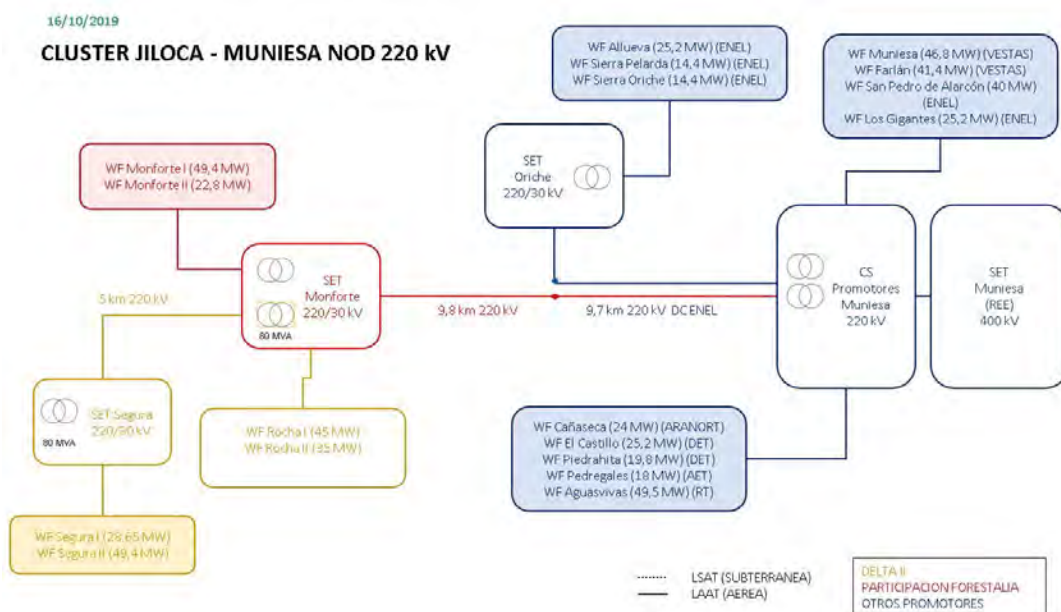 16/10/2019
CLUSTER JILOCA - MUNIESA NOD 220 kV
WF Allueva (25,2 MW) (ENEL)
WF Sierra Pelarda (14,4 MW) (ENEL)
WF Sierra Oriche (14,4 MW) (ENEL)
WF Muniesa (46,8 MW) (VESTAS)
WF Farlán (41,4 MW) (VESTAS)
WF San Pedro de Alarcón (40 MW)
(ENEL)
WF Los Gigantes (25,2 MW) (ENEL)
WF Monforte I (49,4 MW)
WF Monforte II (22,8 MW)
SET
Oriche
220/30 kV
SET
Monforte
220/30 kV
80 MVA
CS
Promotores
Muniesa
220 kV
SET
Muniesa
(REE)
400 kV
5 km 220 kV
9,8 km 220 kV
9,7 km 220 kV DC ENEL
SET Segura
220/30 kV
80 MVA
WF Rocha I (45 MW)
WF Rocha II (35 MW)
WF Cañaseca (24 MW) (ARANORT)
WF El Castillo (25,2 MW) (DET)
WF Piedrahita (19,8 MW) (DET)
WF Pedregales (18 MW) (AET)
WF Aguasvivas (49,5 MW) (RT)
WF Segura I (28,65 MW)
WF Segura II (49,4 MW)
LSAT (SUBTERRANEA)
LAAT (AEREA)
DELTA II
PARTICIPACION FORESTALIA
OTROS PROMOTORES